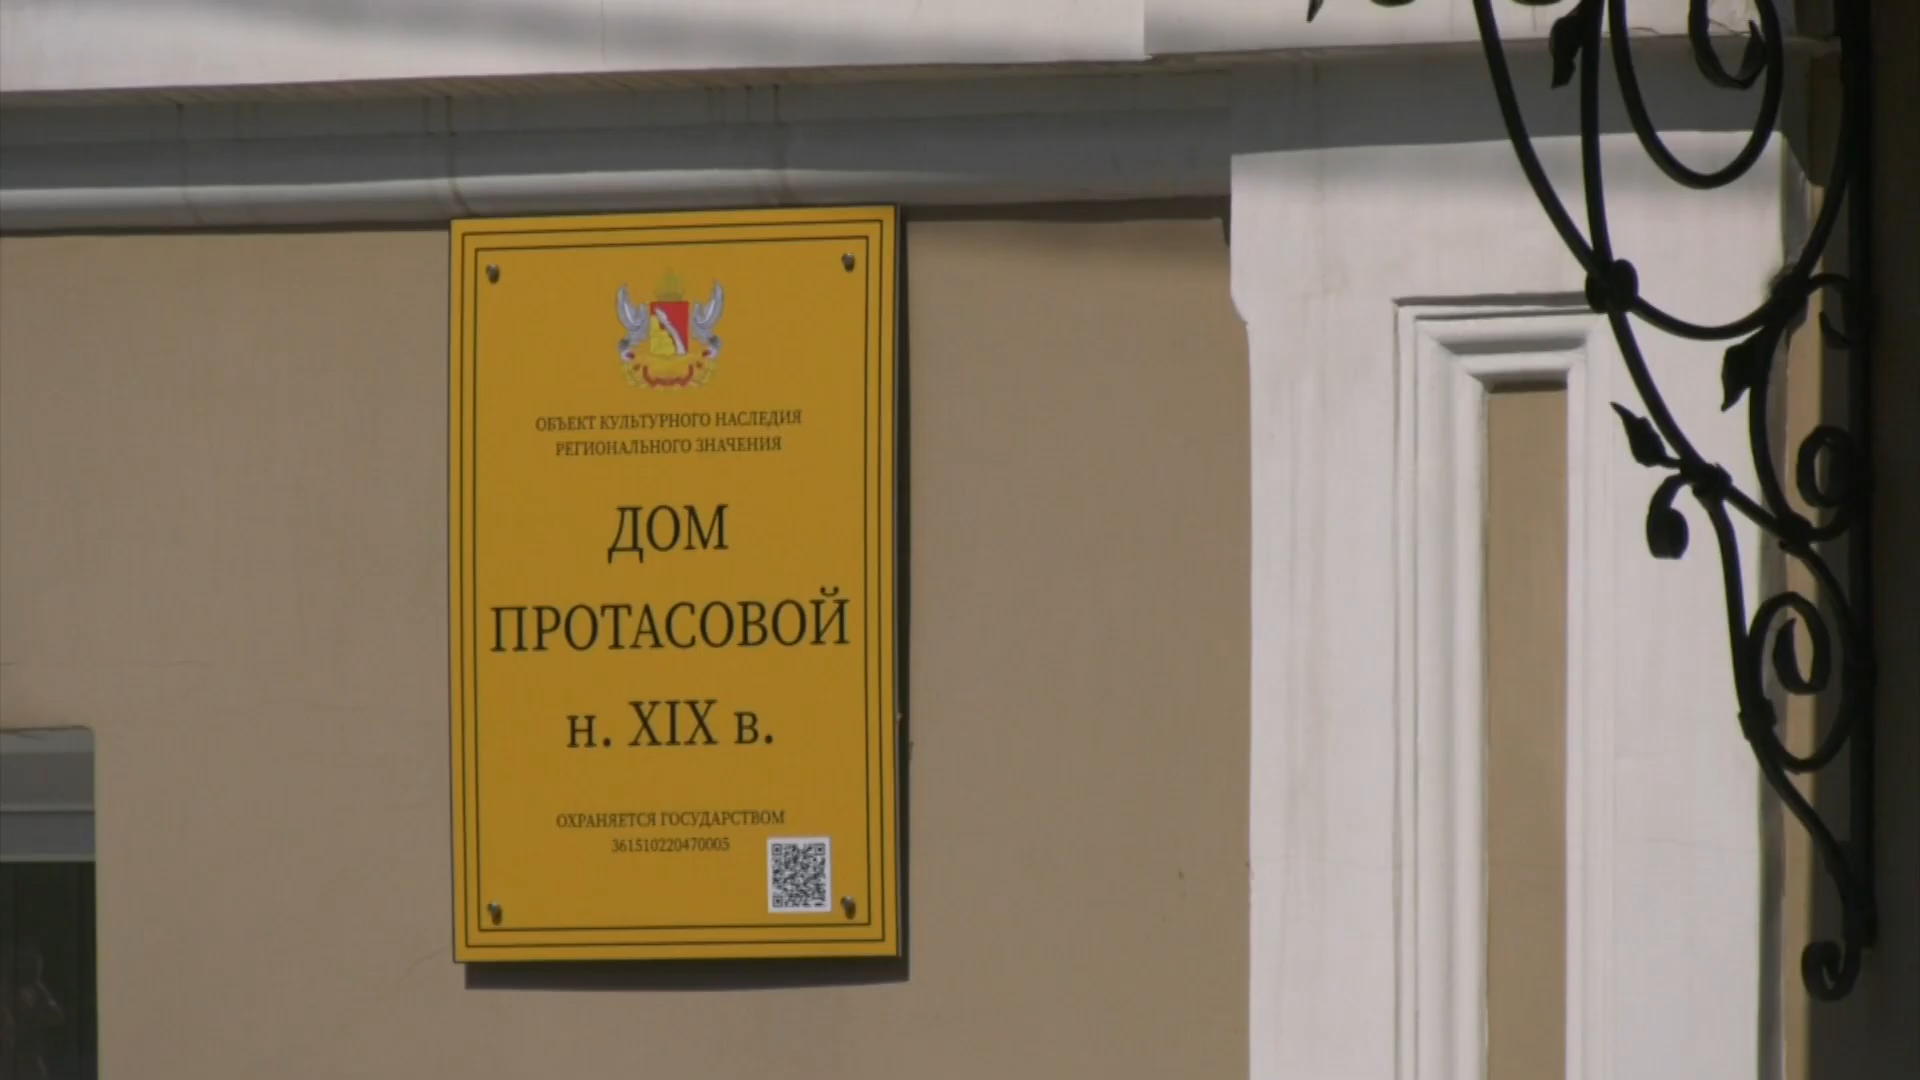 ОБЪЕКТ КУЛЬТУРНОГО НАСЛЕДИЯ
РЕГИОНАЛЬНОГО ЗНАЧЕНИЯ
ДОМ
ПРОТАСОВОЙ
н. XIX в.
ОХРАНЯЕТСЯ ГОСУДАРСТВОМ
361510220470005